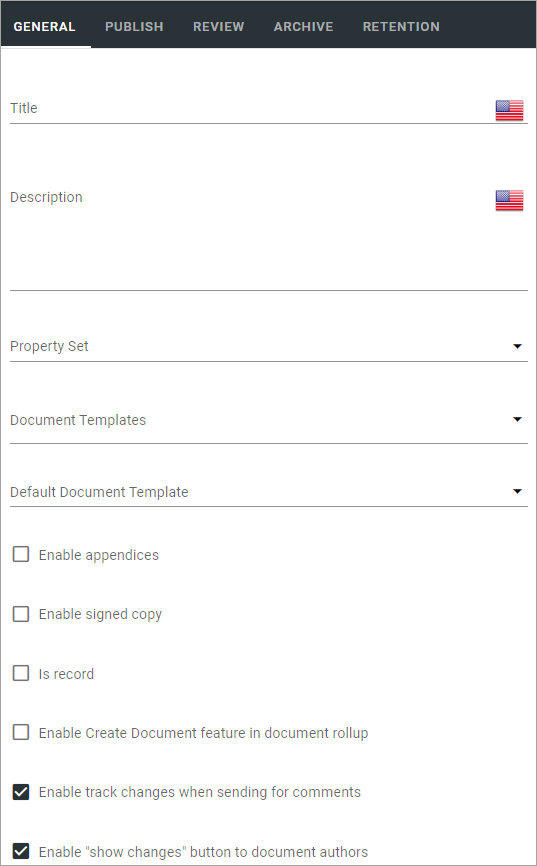 GENERAL PUBLISH REVIEW ARCHIVE RETENTION
Title
Description
Property Set
Document Templates
Default Document Template
Enable appendices
Enable signed copy
Is record
Enable Create Document feature in document rollup
Enable track changes when sending for comments
Enable "show changes" button to document authors